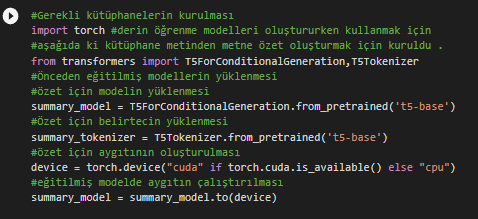 #Gerekli kütüphanelerin kurulması
import torch #derin öğrenme modelleri oluştururken kullanmak için
#aşağıda ki kütüphane metinden metne özet oluşturmak için kuruldu .
from transformers import T5ForConditionalGeneration,T5Tokenizer
#Önceden eğitilmiş modellerin yüklenmesi
#özet için modelin yüklenmesi
summary_model = T5ForConditionalGeneration.from_pretrained('t5-base')
#Özet için belirtecin yüklenmesi
summary_tokenizer = T5Tokenizer.from_pretrained('t5-base')
#özet için aygıtının oluşturulması
device = torch.device("cuda" if torch.cuda.is_available() else "cpu")
#eğitilmiş modelde aygıtın çalıştırılması
summary_model = summary_model.to(device)